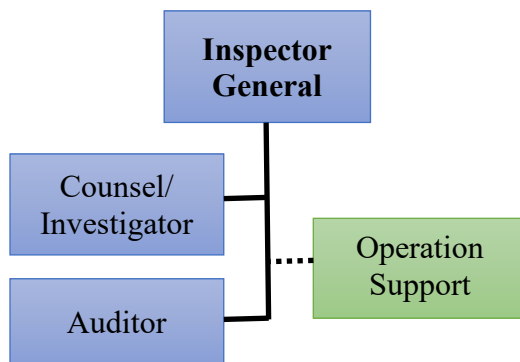 Inspector
General
Counsel/
Investigator
Operation
Support
Auditor